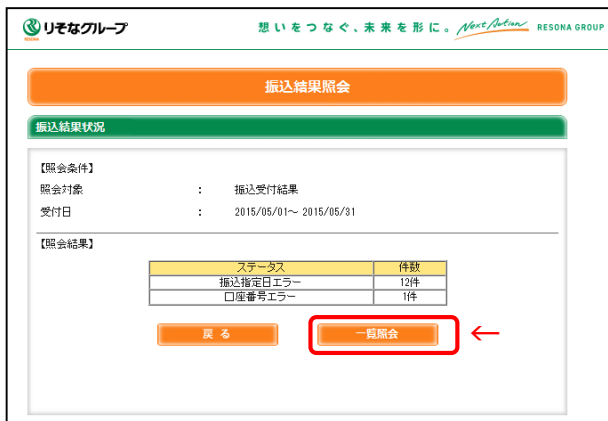 りそなグループ 想いをつなぐ、未来を形に。 Next Action RESONA GROUP
RESONA
振込結果照会
振込結果状況
【照会条件】
照会対象 : 振込受付結果
受付日 : 2015/05/01～ 2015/05/31
【照会結果】
ステータス 件数
振込指定日エラー 12件
口座番号エラー 1件
戻 る 一覧照会 ←